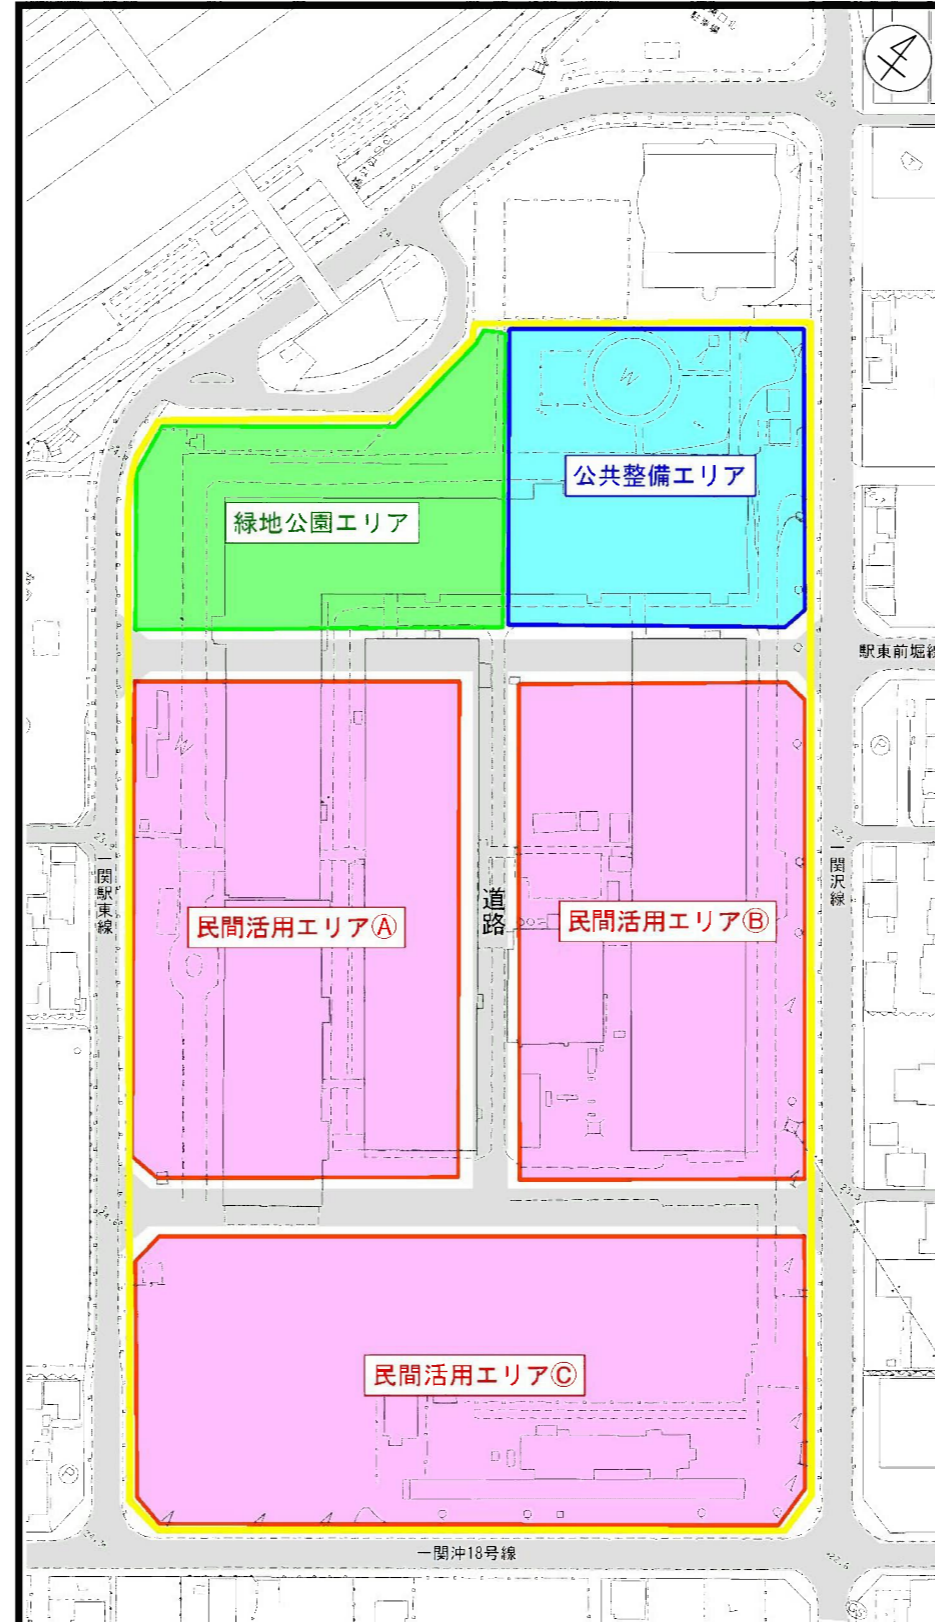 公共整備エリア
緑地公園エリア
駅東前堀線
一関駅東線
道路
一関沢線
民間活用エリアⒶ
民間活用エリアⒷ
民間活用エリアⒸ
一関沖18号線